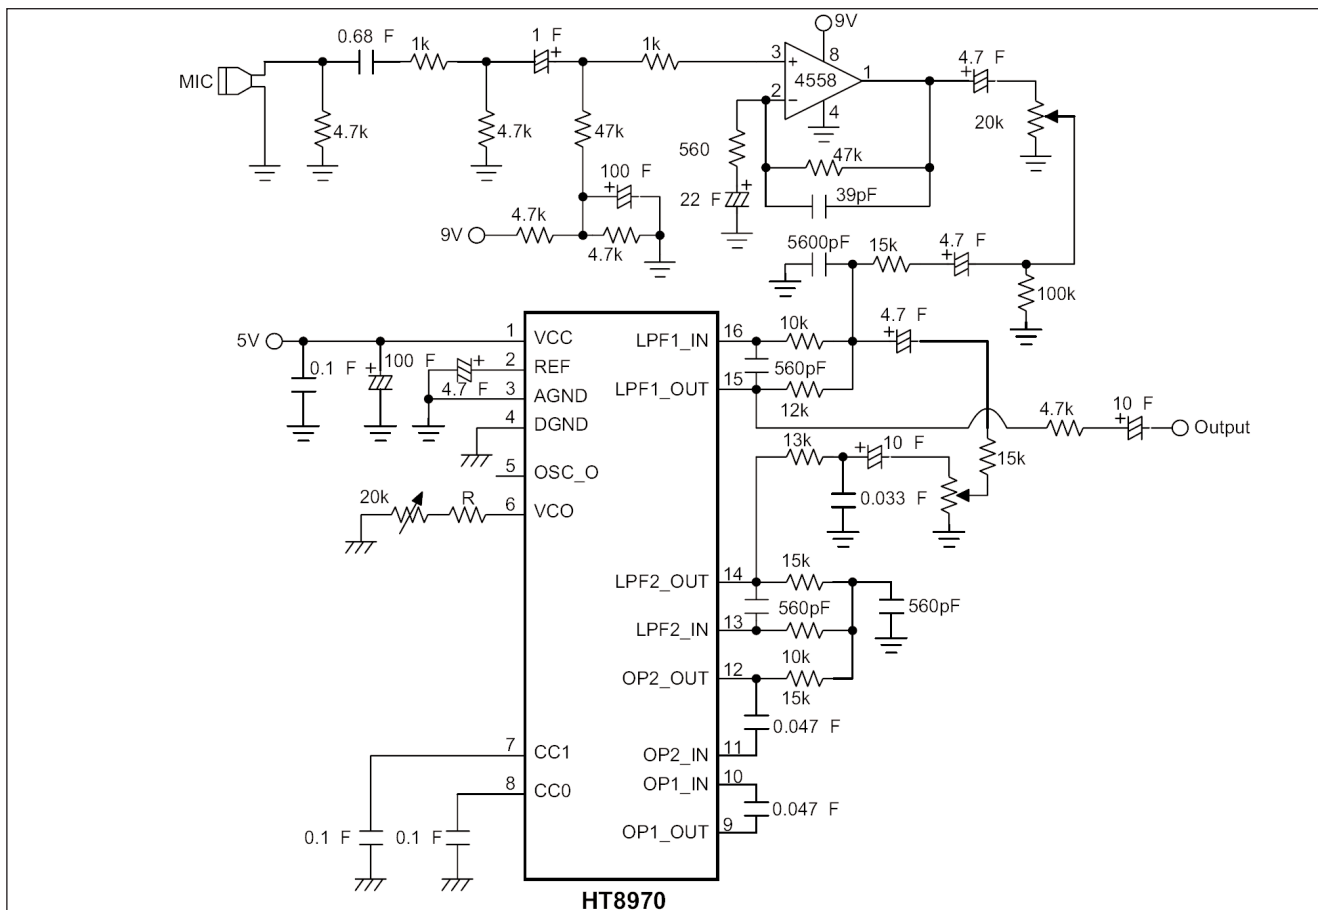 9V
0.68 F
1k
1 F
+
1k
3
+
8
4558
1
4.7 F
+
MIC
2
−
4
20k
4.7k
4.7k
47k
560
47k
100 F
+
22 F
+
39pF
9V
4.7k
4.7k
5600pF
15k
4.7 F
+
100k
5V
1
VCC
LPF1_IN
16
10k
4.7 F
+
0.1 F
+
100 F
+
2
REF
560pF
4.7 F
3
AGND
LPF1_OUT
15
12k
4
DGND
4.7k
10 F
+
Output
13k
10 F
+
15k
5
OSC_O
0.033 F
20k
R
6
VCO
15k
LPF2_OUT
14
560pF
560pF
LPF2_IN
13
10k
OP2_OUT
12
15k
0.047 F
7
CC1
OP2_IN
11
8
CC0
OP1_IN
10
0.047 F
0.1 F
0.1 F
OP1_OUT
9
HT8970